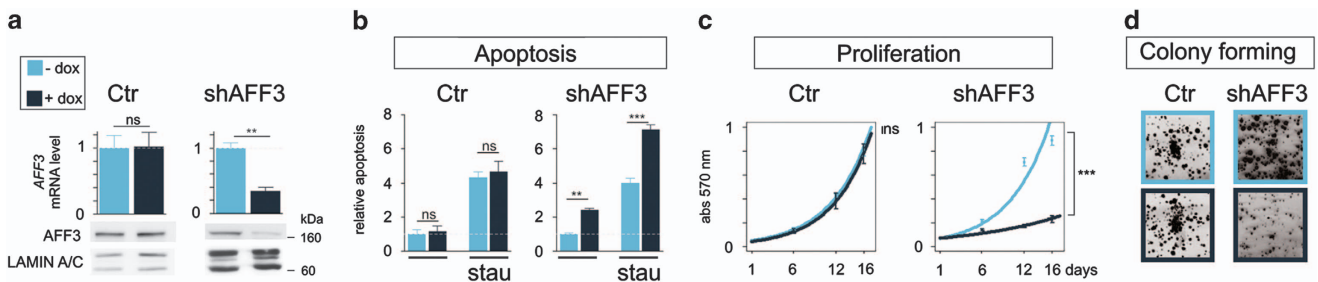 a
- dox
+ dox
Ctr
shAFF3
ns
**
AFF3
mRNA level
1
0
1
0
kDa
AFF3
160
LAMIN A/C
60
b
Apoptosis
Ctr
shAFF3
relative apoptosis
8
6
4
2
0
ns
ns
stau
8
6
4
2
0
**
***
stau
c
Proliferation
Ctr
shAFF3
abs 570 nm
1
0
ns
1 6 12 16
1
0
***
1 6 12 16 days
d
Colony forming
Ctr
shAFF3